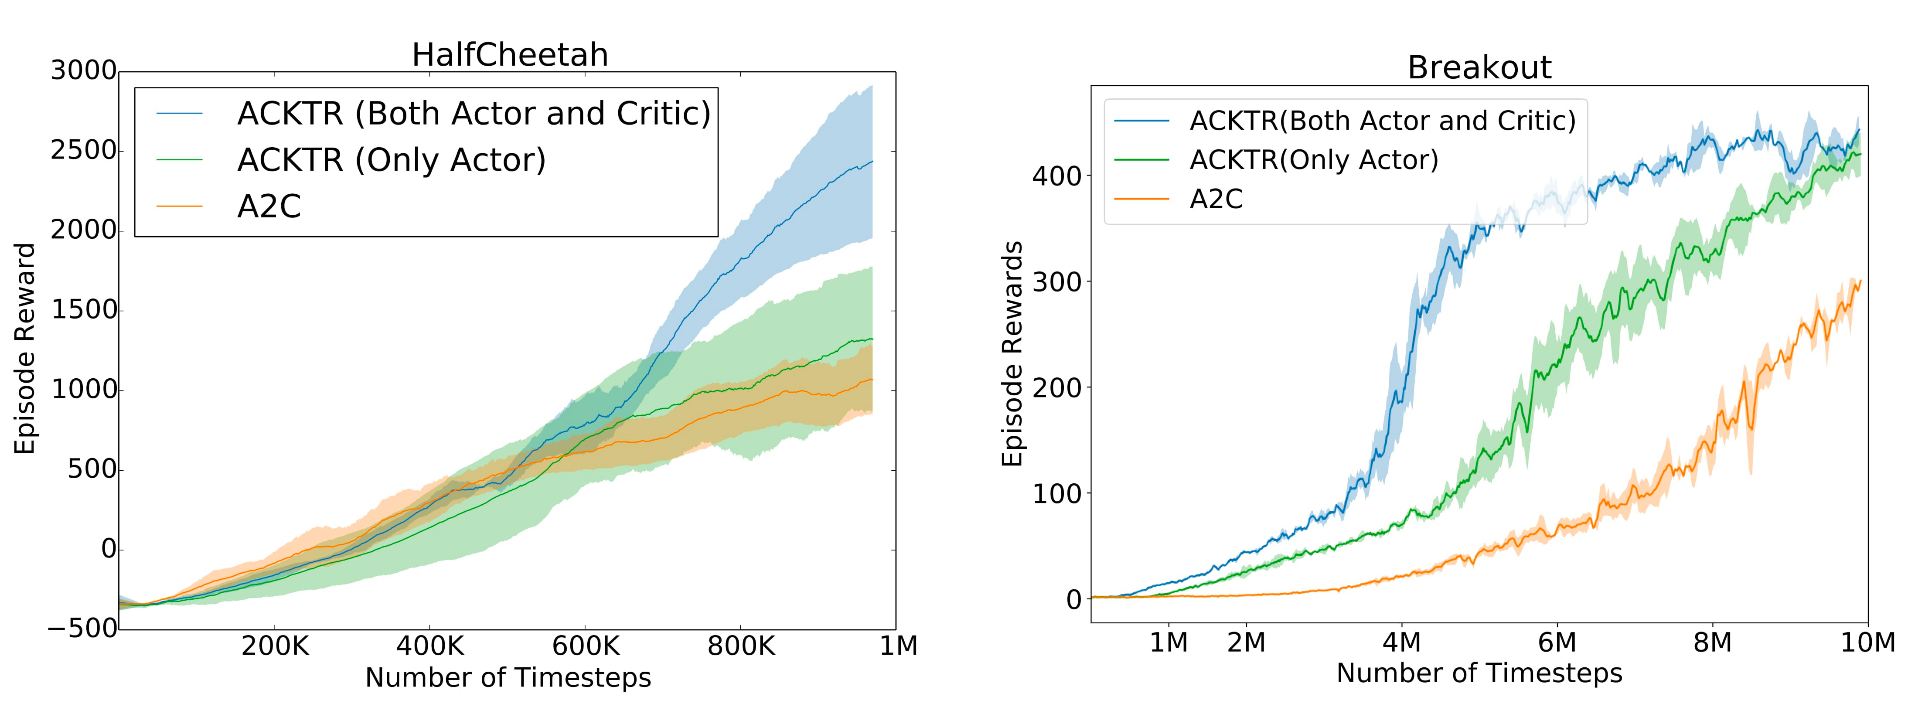 HalfCheetah
3000
2500
2000
1500
1000
500
0
−500
Episode Reward
ACKTR (Both Actor and Critic)
ACKTR (Only Actor)
A2C
200K 400K 600K 800K 1M
Number of Timesteps
Breakout
400
300
200
100
0
Episode Rewards
ACKTR(Both Actor and Critic)
ACKTR(Only Actor)
A2C
1M 2M 4M 6M 8M 10M
Number of Timesteps